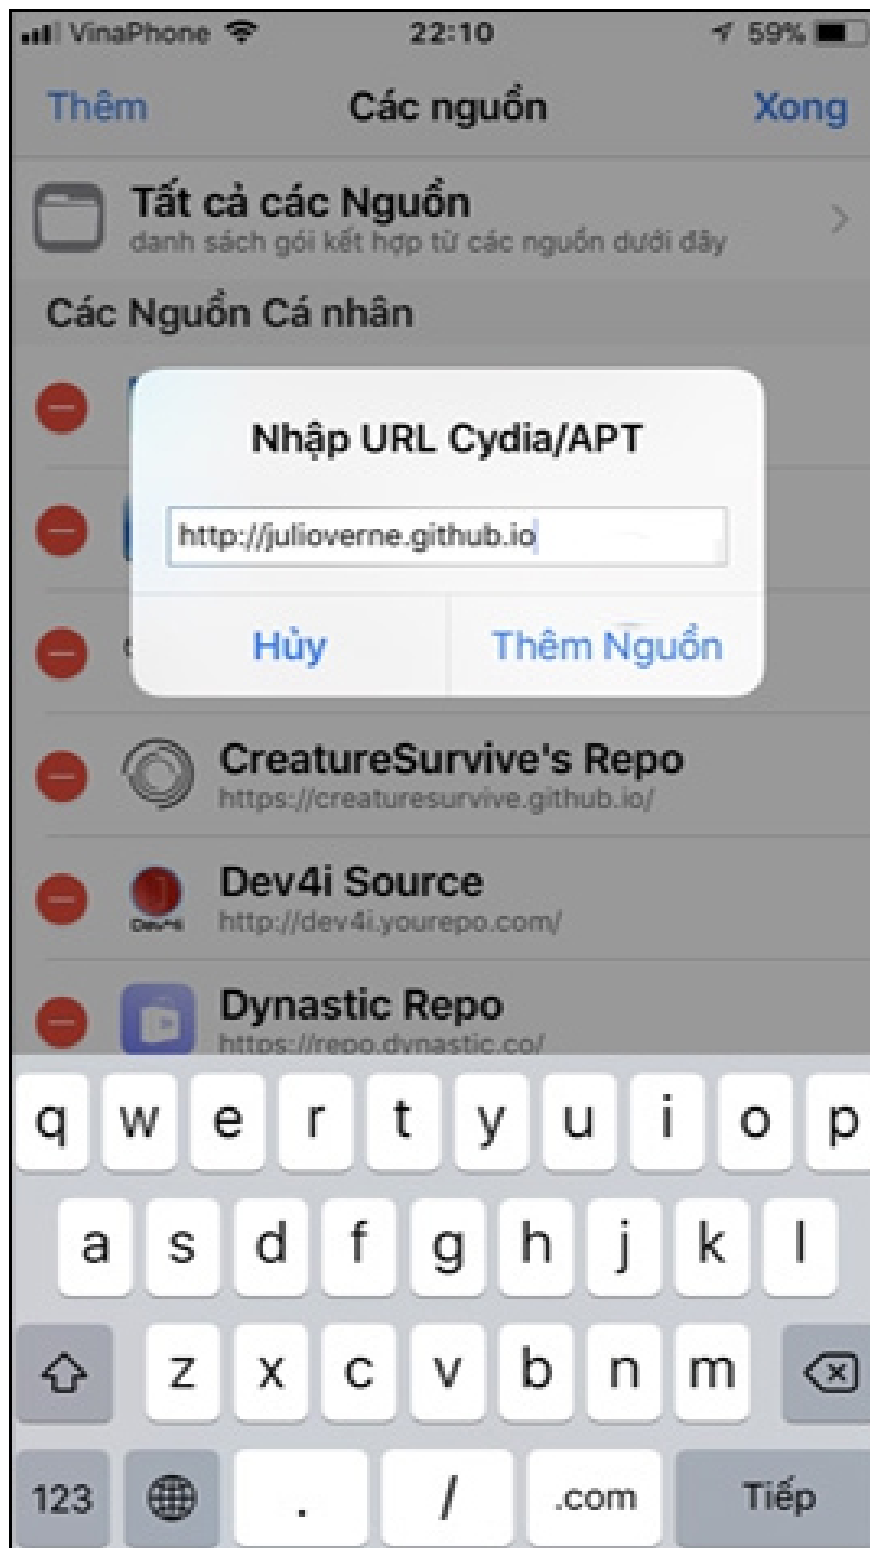 VinaPhone 22:10 59%
Thêm Các nguồn Xong
Tất cả các Nguồn
danh sách gói kết hợp từ các nguồn dưới đây
Các Nguồn Cá nhân
Nhập URL Cydia/APT
http://julioverne.github.io
Hủy Thêm Nguồn
CreatureSurvive's Repo
https://creaturesurvive.github.io/
Dev4i Source
http://dev4i.yourepo.com/
Dynastic Repo
https://repo.dynastic.co/
q w e r t y u i o p
a s d f g h j k l
z x c v b n m
123 . / .com Tiếp